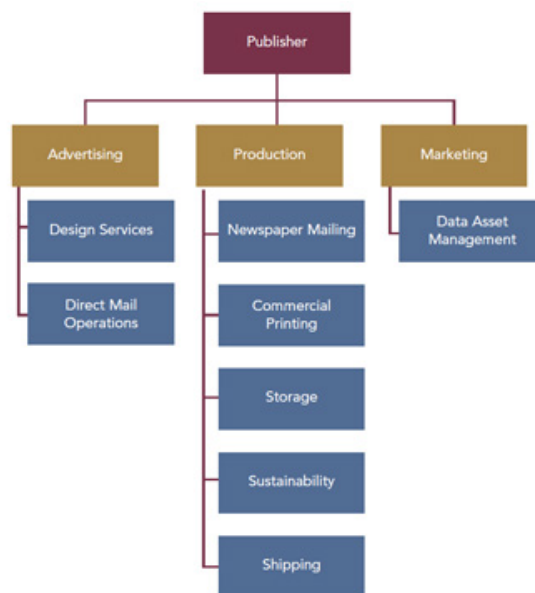 Publisher
Advertising
Production
Marketing
Design Services
Newspaper Mailing
Data Asset
Management
Direct Mail
Operations
Commercial
Printing
Storage
Sustainability
Shipping